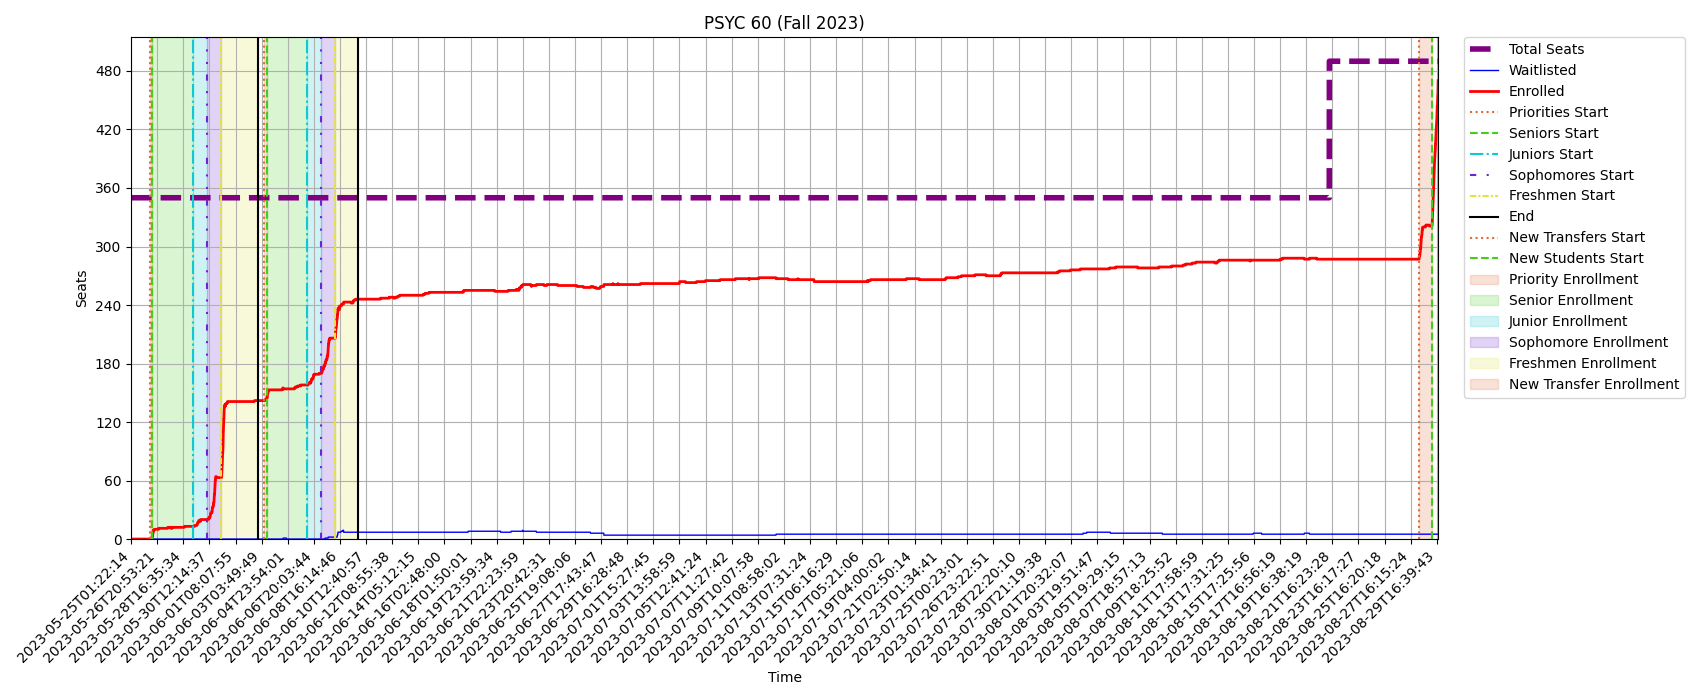 PSYC 60 (Fall 2023)
Seats
480
420
360
300
240
180
120
60
0
2023-05-25T01:22:14
2023-05-26T20:53:21
2023-05-28T16:35:34
2023-05-30T12:14:37
2023-06-01T08:07:55
2023-06-03T03:49:49
2023-06-04T23:54:01
2023-06-06T20:03:44
2023-06-08T16:14:46
2023-06-10T12:40:57
2023-06-12T08:55:38
2023-06-14T05:12:15
2023-06-16T02:48:00
2023-06-18T01:50:01
2023-06-19T23:59:34
2023-06-21T22:23:59
2023-06-23T20:42:31
2023-06-25T19:08:06
2023-06-27T17:43:47
2023-06-29T16:28:48
2023-07-01T15:27:45
2023-07-03T13:58:59
2023-07-05T12:41:24
2023-07-07T11:27:42
2023-07-09T10:07:58
2023-07-11T08:58:02
2023-07-13T07:31:24
2023-07-15T06:16:29
2023-07-17T05:21:06
2023-07-19T04:00:02
2023-07-21T02:50:14
2023-07-23T01:34:41
2023-07-25T00:23:01
2023-07-26T23:22:51
2023-07-28T22:20:10
2023-07-30T21:19:38
2023-08-01T20:32:07
2023-08-03T19:51:47
2023-08-05T19:29:15
2023-08-07T18:57:13
2023-08-09T18:25:52
2023-08-11T17:58:59
2023-08-13T17:31:25
2023-08-15T17:25:56
2023-08-17T16:56:19
2023-08-19T16:38:19
2023-08-21T16:23:28
2023-08-23T16:17:27
2023-08-25T16:20:18
2023-08-27T16:15:24
2023-08-29T16:39:43
Time
Total Seats
Waitlisted
Enrolled
Priorities Start
Seniors Start
Juniors Start
Sophomores Start
Freshmen Start
End
New Transfers Start
New Students Start
Priority Enrollment
Senior Enrollment
Junior Enrollment
Sophomore Enrollment
Freshmen Enrollment
New Transfer Enrollment